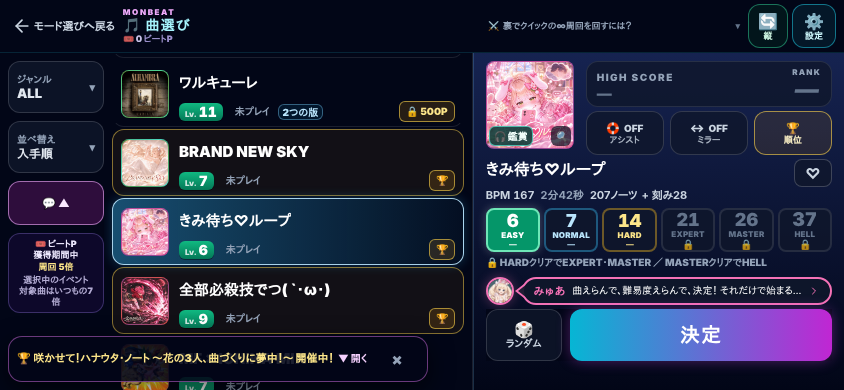 モード選びへ戻る
MONBEAT
🎵 曲選び
🎟 0 ビートP
⚔ 裏でクイックの∞周回を回すには?
▼
縦
設定
ジャンル
ALL
▼
並べ替え
入手順
▼
💬 ▲
🎟 ビートP
獲得期間中
周回 5倍
選択中のイベント
対象曲はいつもの7
倍
ALHAMBRA
ワルキューレ
Lv. 11 未プレイ 2つの版
🔒 500P
BRAND NEW SKY
Lv. 7 未プレイ
きみ待ち♡ループ
Lv. 6 未プレイ
全部必殺技でつ(`･ω･)
Lv. 9 未プレイ
Lv. 7 未プレイ
🏆 咲かせて!ハナウタ・ノート 〜花の3人、曲づくりに夢中!〜 開催中! ▼ 開く ✖
🎧 鑑賞
HIGH SCORE
—
RANK
—
🛟 OFF
アシスト
↔ OFF
ミラー
🏆
順位
きみ待ち♡ループ
♡
BPM 167 2分42秒 207ノーツ + 刻み28
6
EASY
—
7
NORMAL
—
14
HARD
—
21
EXPERT
🔒
26
MASTER
🔒
37
HELL
🔒
🔒 HARDクリアでEXPERT・MASTER ／ MASTERクリアでHELL
みゅあ 曲えらんで、難易度えらんで、決定! それだけで始まる… ›
🎲
ランダム
決定